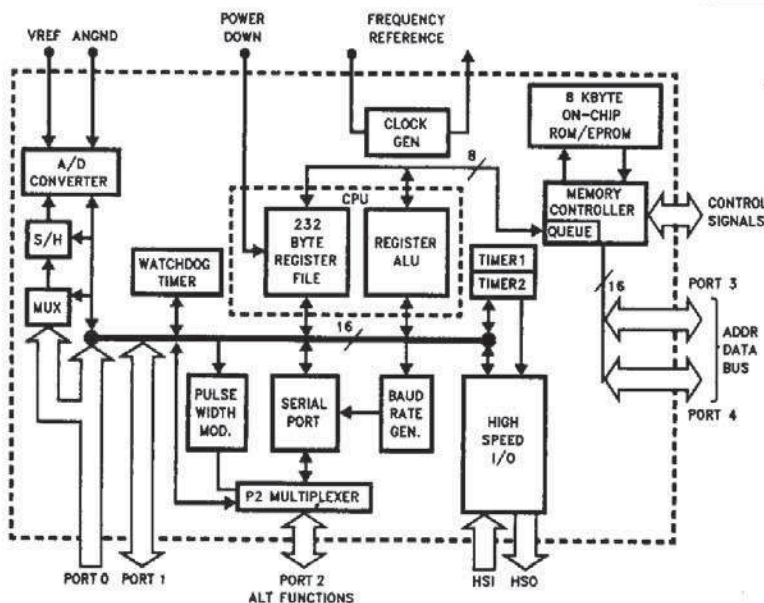 POWER
DOWN
FREQUENCY
REFERENCE
VREF ANGND
8 KBYTE
ON-CHIP
ROM/EPROM
CLOCK
GEN
A/D
CONVERTER
8
CPU
MEMORY
CONTROLLER
QUEUE
CONTROL
SIGNALS
S/H
232
BYTE
REGISTER
FILE
REGISTER
ALU
WATCHDOG
TIMER
TIMER1
TIMER2
MUX
16
PORT 3
16
ADDR
DATA
BUS
PULSE
WIDTH
MOD.
SERIAL
PORT
BAUD
RATE
GEN.
HIGH
SPEED
I/O
PORT 4
P2 MULTIPLEXER
PORT 0
PORT 1
PORT 2
ALT FUNCTIONS
HSI
HSO